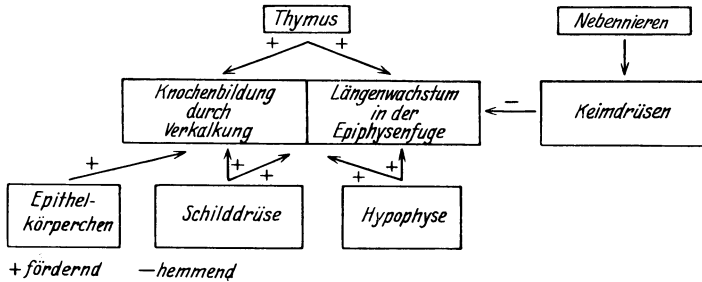 Thymus
Nebennieren
+ +
Knochenbildung
durch
Verkalkung
Längenwachstum
in der
Epiphysenfuge
−
Keimdrüsen
+
+ +
+ +
Epithel-
körperchen
Schilddrüse
Hypophyse
+ fördernd − hemmend